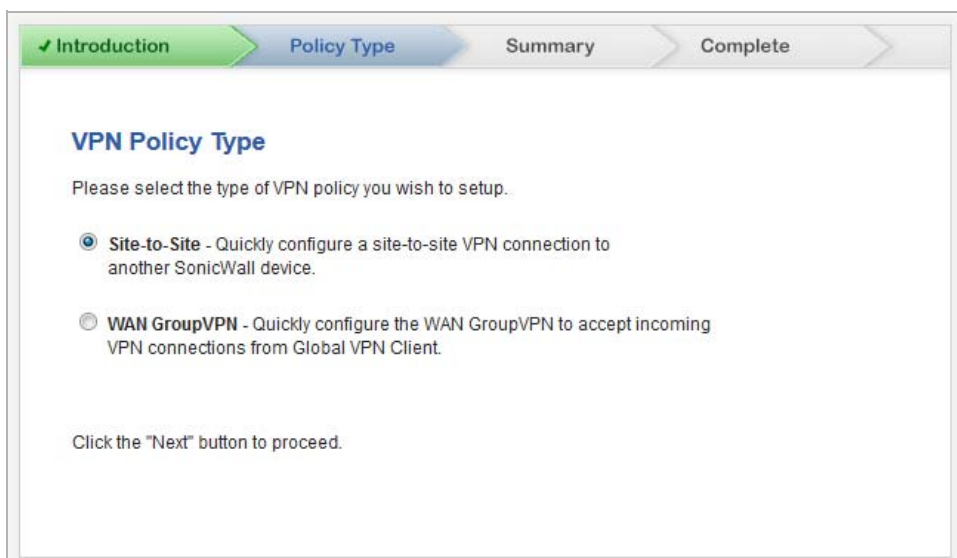 ✔ Introduction
Policy Type
Summary
Complete
VPN Policy Type
Please select the type of VPN policy you wish to setup.
Site-to-Site - Quickly configure a site-to-site VPN connection to
another SonicWall device.
WAN GroupVPN - Quickly configure the WAN GroupVPN to accept incoming
VPN connections from Global VPN Client.
Click the "Next" button to proceed.